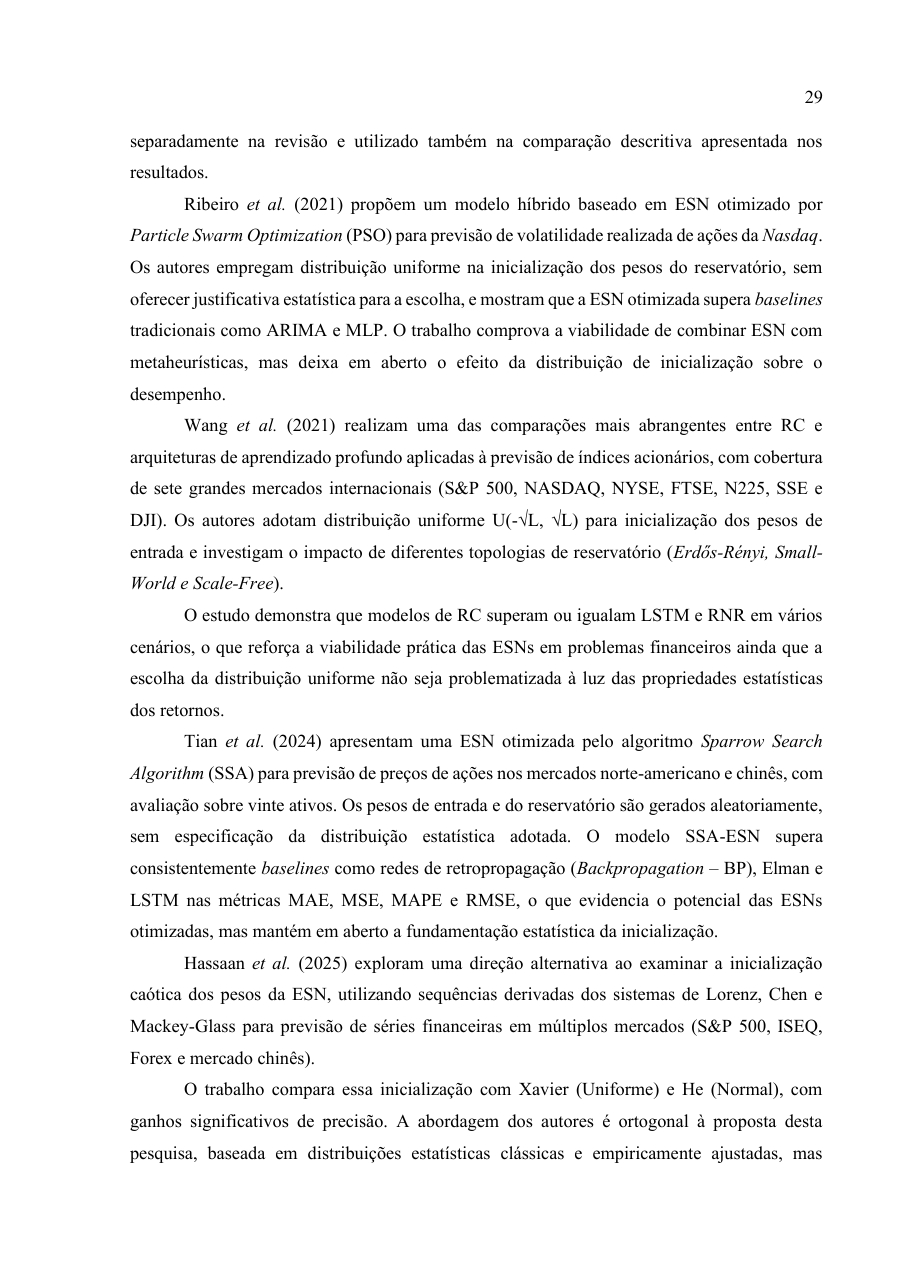 29
separadamente na revisão e utilizado também na comparação descritiva apresentada nos
resultados.
Ribeiro et al. (2021) propõem um modelo híbrido baseado em ESN otimizado por
Particle Swarm Optimization (PSO) para previsão de volatilidade realizada de ações da Nasdaq.
Os autores empregam distribuição uniforme na inicialização dos pesos do reservatório, sem
oferecer justificativa estatística para a escolha, e mostram que a ESN otimizada supera baselines
tradicionais como ARIMA e MLP. O trabalho comprova a viabilidade de combinar ESN com
metaheurísticas, mas deixa em aberto o efeito da distribuição de inicialização sobre o
desempenho.
Wang et al. (2021) realizam uma das comparações mais abrangentes entre RC e
arquiteturas de aprendizado profundo aplicadas à previsão de índices acionários, com cobertura
de sete grandes mercados internacionais (S&P 500, NASDAQ, NYSE, FTSE, N225, SSE e
DJI). Os autores adotam distribuição uniforme U(-√L, √L) para inicialização dos pesos de
entrada e investigam o impacto de diferentes topologias de reservatório (Erdős-Rényi, Small-
World e Scale-Free).
O estudo demonstra que modelos de RC superam ou igualam LSTM e RNR em vários
cenários, o que reforça a viabilidade prática das ESNs em problemas financeiros ainda que a
escolha da distribuição uniforme não seja problematizada à luz das propriedades estatísticas
dos retornos.
Tian et al. (2024) apresentam uma ESN otimizada pelo algoritmo Sparrow Search
Algorithm (SSA) para previsão de preços de ações nos mercados norte-americano e chinês, com
avaliação sobre vinte ativos. Os pesos de entrada e do reservatório são gerados aleatoriamente,
sem especificação da distribuição estatística adotada. O modelo SSA-ESN supera
consistentemente baselines como redes de retropropagação (Backpropagation – BP), Elman e
LSTM nas métricas MAE, MSE, MAPE e RMSE, o que evidencia o potencial das ESNs
otimizadas, mas mantém em aberto a fundamentação estatística da inicialização.
Hassaan et al. (2025) exploram uma direção alternativa ao examinar a inicialização
caótica dos pesos da ESN, utilizando sequências derivadas dos sistemas de Lorenz, Chen e
Mackey-Glass para previsão de séries financeiras em múltiplos mercados (S&P 500, ISEQ,
Forex e mercado chinês).
O trabalho compara essa inicialização com Xavier (Uniforme) e He (Normal), com
ganhos significativos de precisão. A abordagem dos autores é ortogonal à proposta desta
pesquisa, baseada em distribuições estatísticas clássicas e empiricamente ajustadas, mas